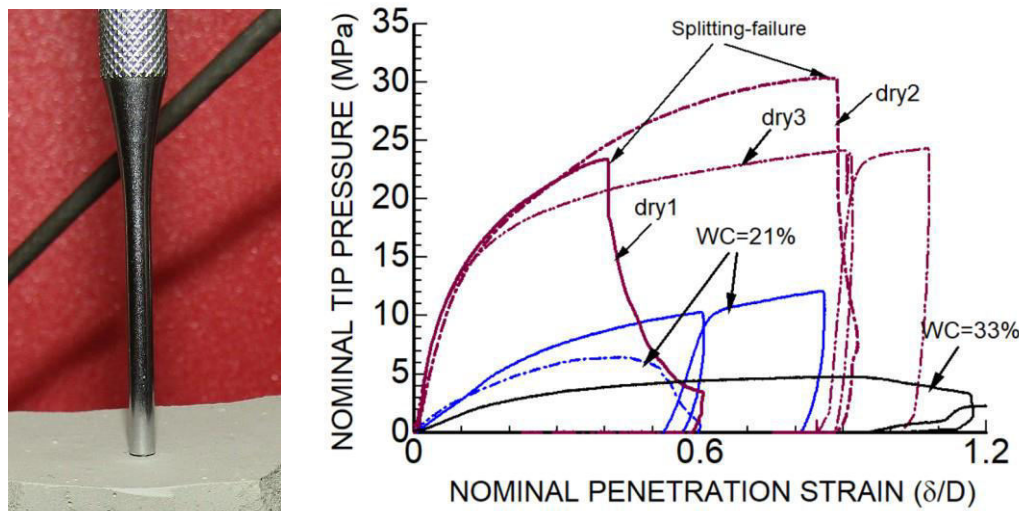 35
30
25
20
15
10
5
0
NOMINAL TIP PRESSURE (MPa)
Splitting-failure
dry2
dry3
dry1
WC=21%
WC=33%
0
0.6
1.2
NOMINAL PENETRATION STRAIN (δ/D)